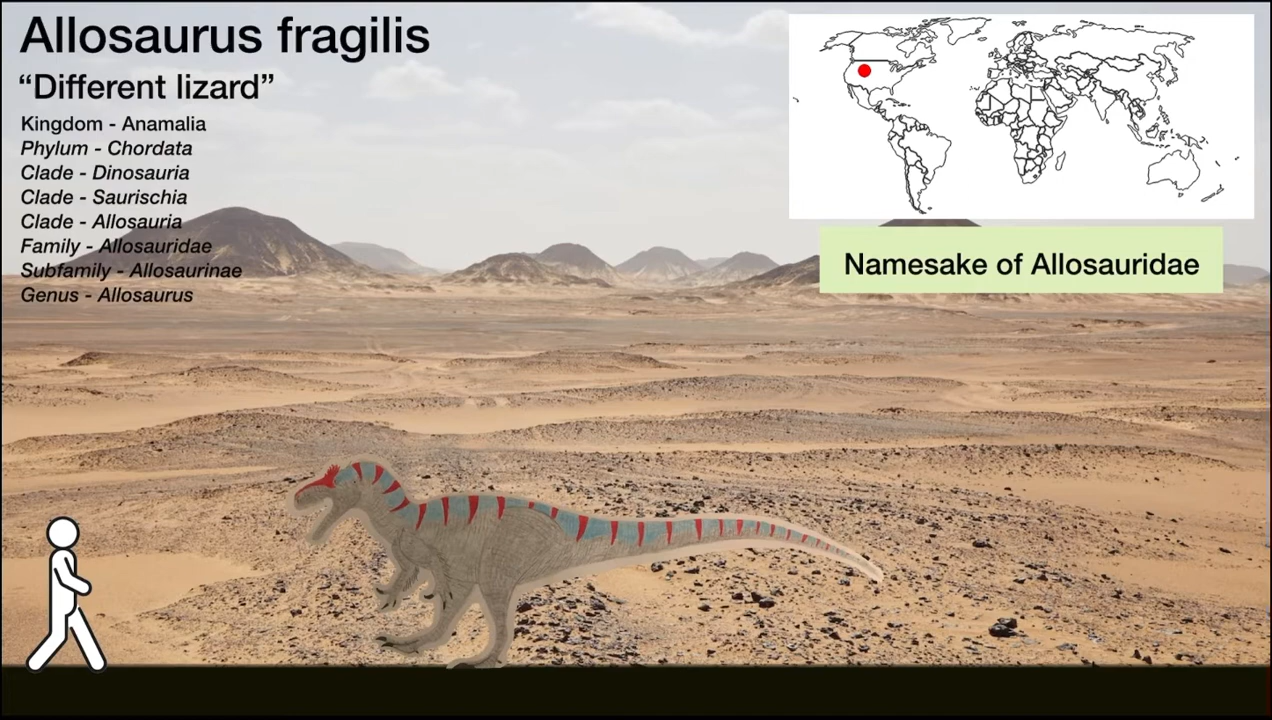 Allosaurus fragilis
“Different lizard”
Kingdom - Anamalia
Phylum - Chordata
Clade - Dinosauria
Clade - Saurischia
Clade - Allosauria
Family - Allosauridae
Subfamily - Allosaurinae
Genus - Allosaurus
Namesake of Allosauridae